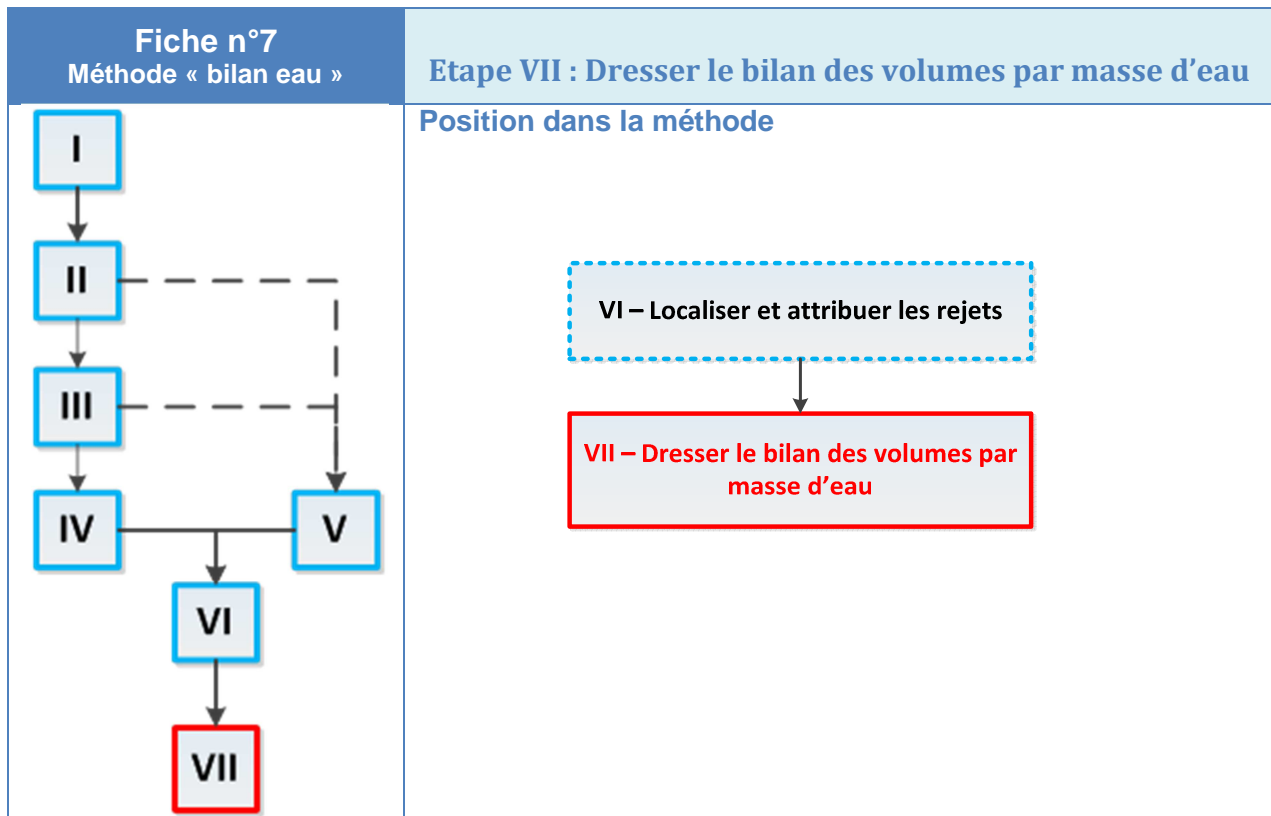 Fiche n°7
Méthode « bilan eau »
Etape VII : Dresser le bilan des volumes par masse d'eau
Position dans la méthode
I
II
III
IV
V
VI
VII
VI – Localiser et attribuer les rejets
VII – Dresser le bilan des volumes par
masse d'eau